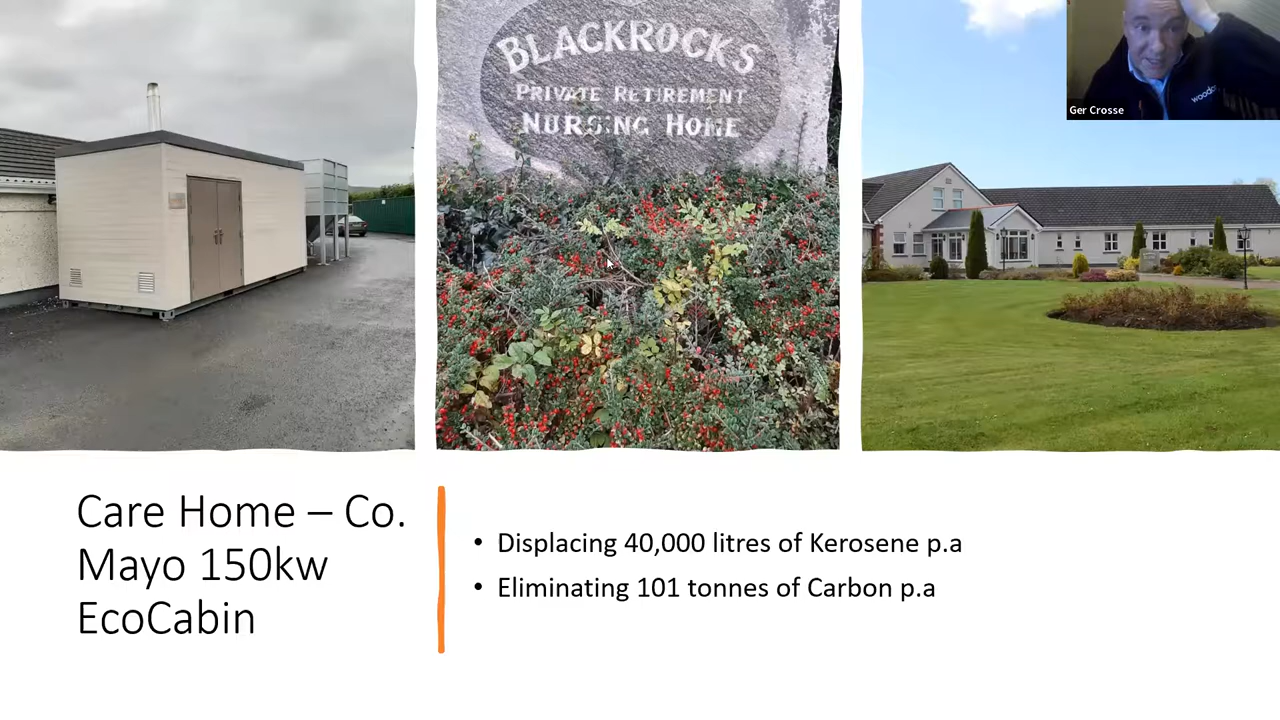 BLACKROCKS
PRIVATE RETIREMENT
NURSING HOME
Ger Crosse
Care Home – Co.
Mayo 150kw
EcoCabin
• Displacing 40,000 litres of Kerosene p.a
• Eliminating 101 tonnes of Carbon p.a